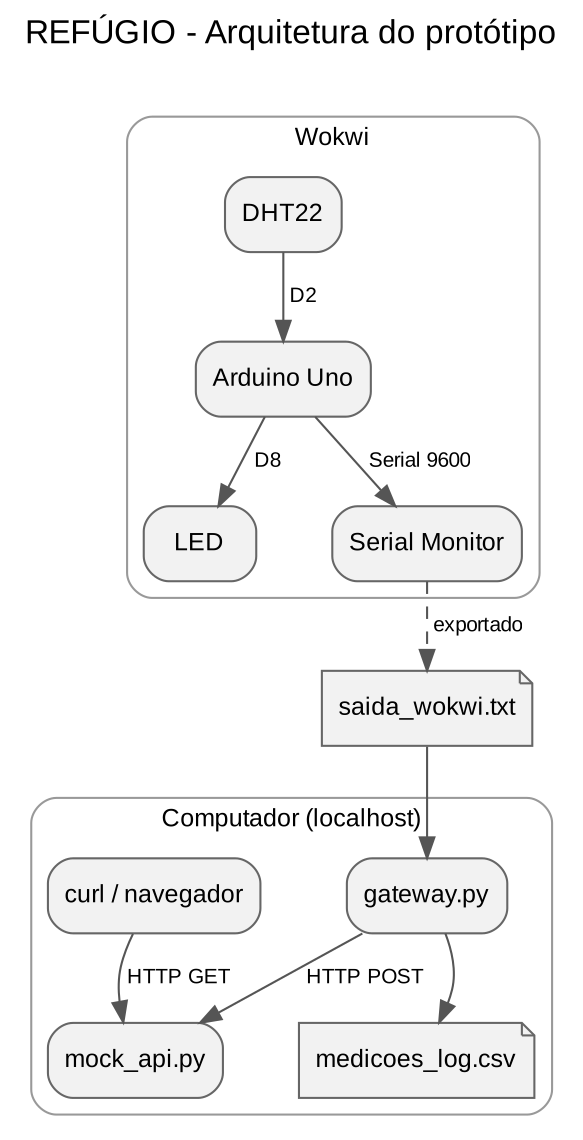 REFÚGIO - Arquitetura do protótipo
Wokwi
DHT22
D2
Arduino Uno
D8
Serial 9600
LED
Serial Monitor
exportado
saida_wokwi.txt
Computador (localhost)
curl / navegador
gateway.py
HTTP GET
HTTP POST
mock_api.py
medicoes_log.csv